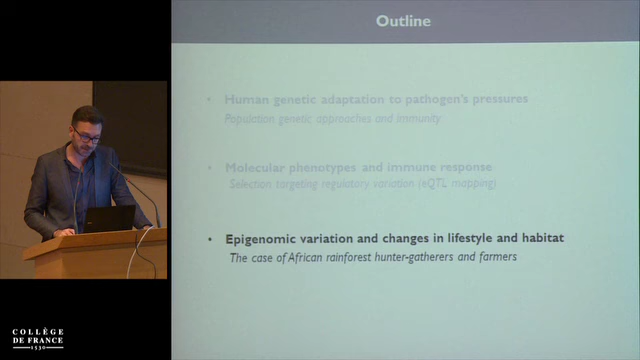 Outline
• Human genetic adaptation to pathogen's pressures
Population genetic approaches and immunity
• Molecular phenotypes and immune response
Selection targeting regulatory variation (eQTL mapping)
• Epigenomic variation and changes in lifestyle and habitat
The case of African rainforest hunter-gatherers and farmers
COLLÈGE
DE FRANCE
1530